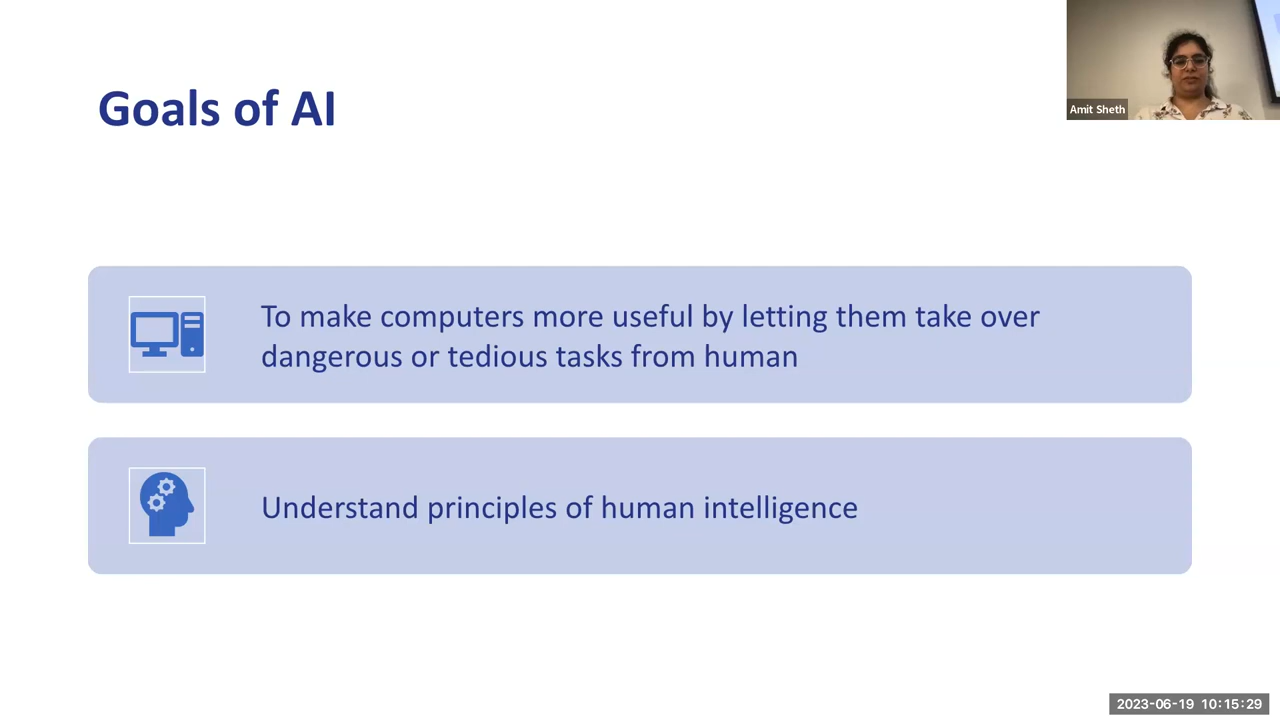 Goals of AI
Amit Sheth
To make computers more useful by letting them take over
dangerous or tedious tasks from human
Understand principles of human intelligence
2023-06-19 10:15:29